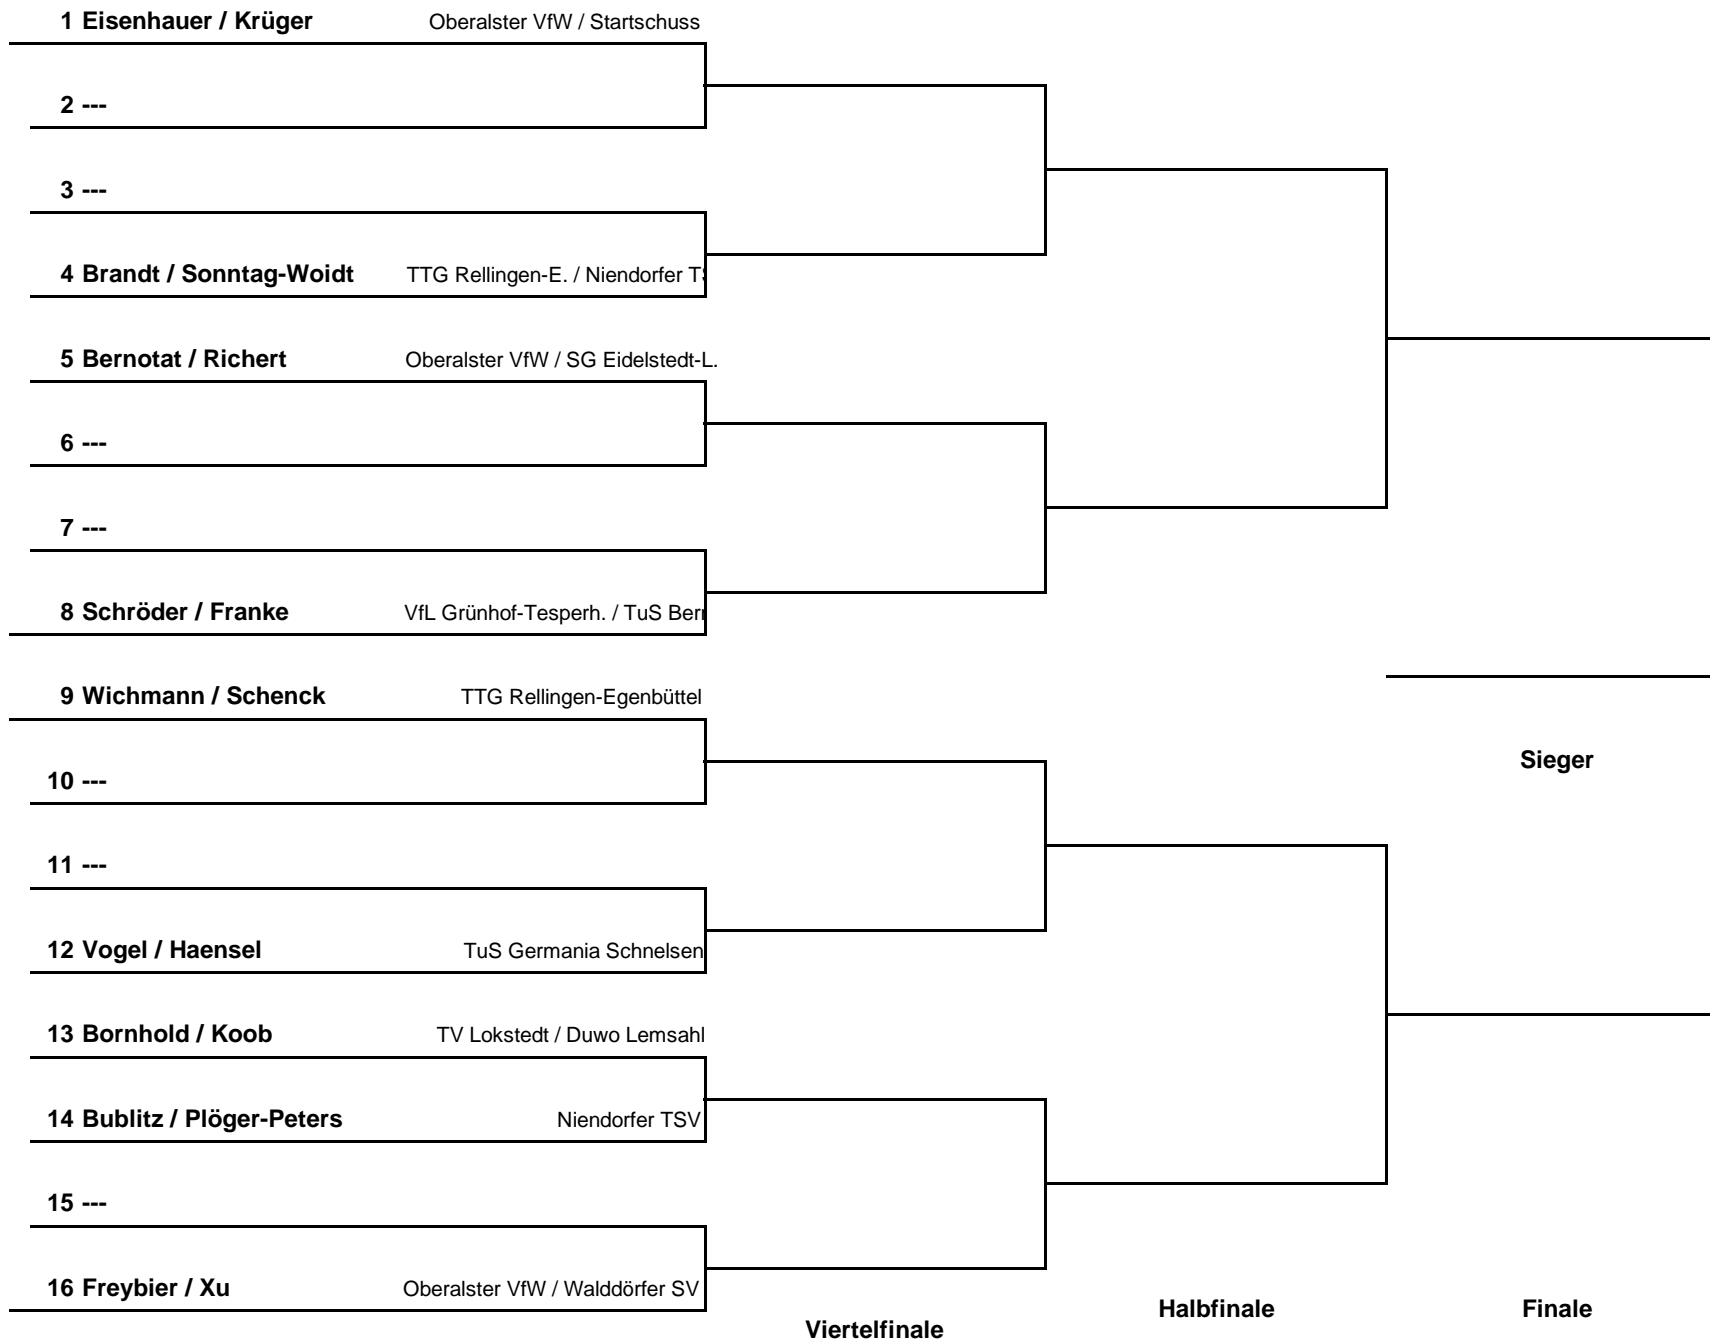 1 Eisenhauer / Krüger Oberalster VfW / Startschuss
2 ---
3 ---
4 Brandt / Sonntag-Woidt TTG Rellingen-E. / Niendorfer TS
5 Bernotat / Richert Oberalster VfW / SG Eidelstedt-L.
6 ---
7 ---
8 Schröder / Franke VfL Grünhof-Tesperh. / TuS Bern
9 Wichmann / Schenck TTG Rellingen-Egenbüttel
Sieger
10 ---
11 ---
12 Vogel / Haensel TuS Germania Schnelsen
13 Bornhold / Koob TV Lokstedt / Duwo Lemsahl
14 Bublitz / Plöger-Peters Niendorfer TSV
15 ---
16 Freybier / Xu Oberalster VfW / Walddörfer SV
Viertelfinale
Halbfinale
Finale